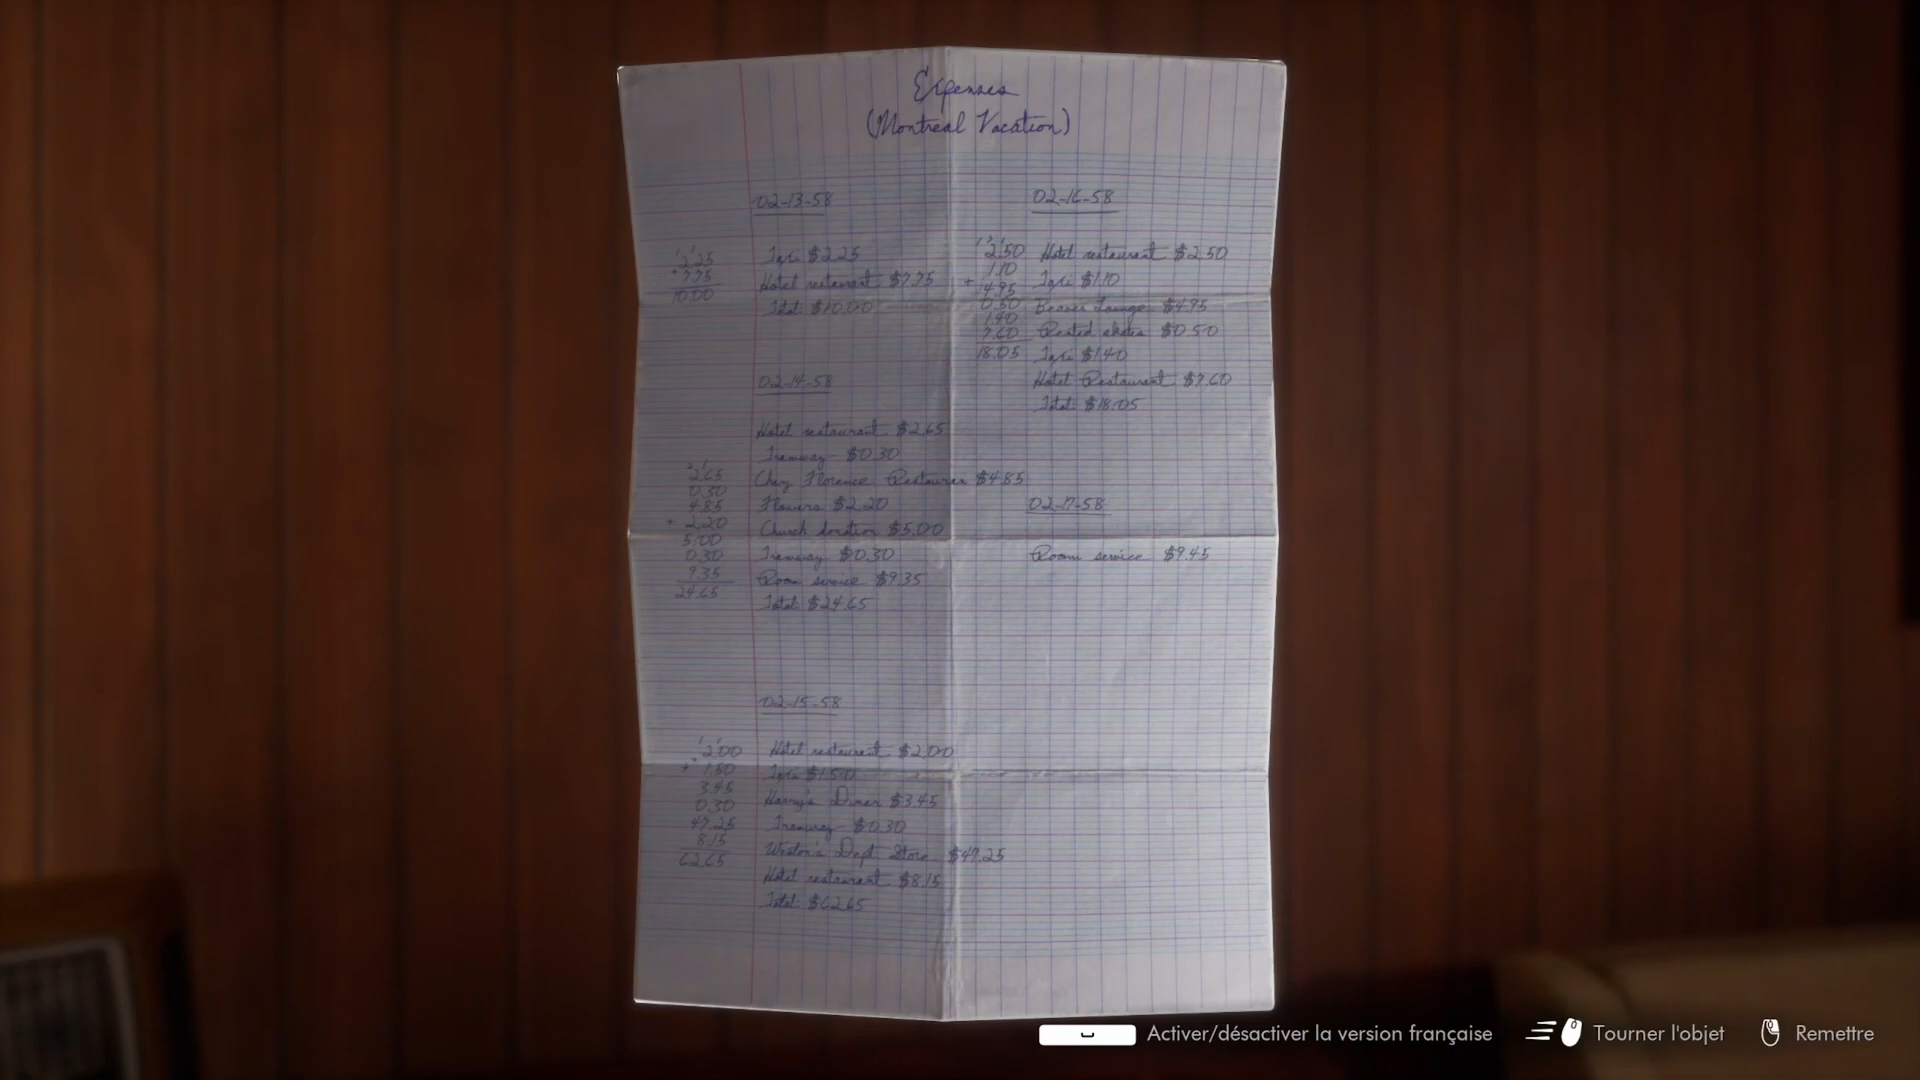 Expenses
(Montreal Vacation)
02-13-58
2.25
+ 7.75
10.00
Taxi $2.25
Hotel restaurant $7.75
Total: $10.00
02-14-58
2.65
0.30
4.85
+ 2.20
5.00
0.30
9.35
24.65
Hotel restaurant $2.65
Tramway $0.30
Chez Florence $4.85
Flowers $2.20
Church donation $5.00
Tramway $0.30
Room service $9.35
Total: $24.65
02-15-58
2.00
+ 1.50
3.45
0.30
47.25
8.15
62.65
Hotel restaurant $2.00
Taxi $1.50
Harry's Diner $3.45
Tramway $0.30
Weston's Dept. Store $47.25
Hotel restaurant $8.15
Total: $62.65
02-16-58
2.50
1.10
+ 4.95
0.50
1.40
7.60
18.05
Hotel restaurant $2.50
Taxi $1.10
Beaver Lounge $4.95
Rented skates $0.50
Taxi $1.40
Hotel Restaurant $7.60
Total: $18.05
02-17-58
Room service $9.45
Activer/désactiver la version française Tourner l'objet Remettre